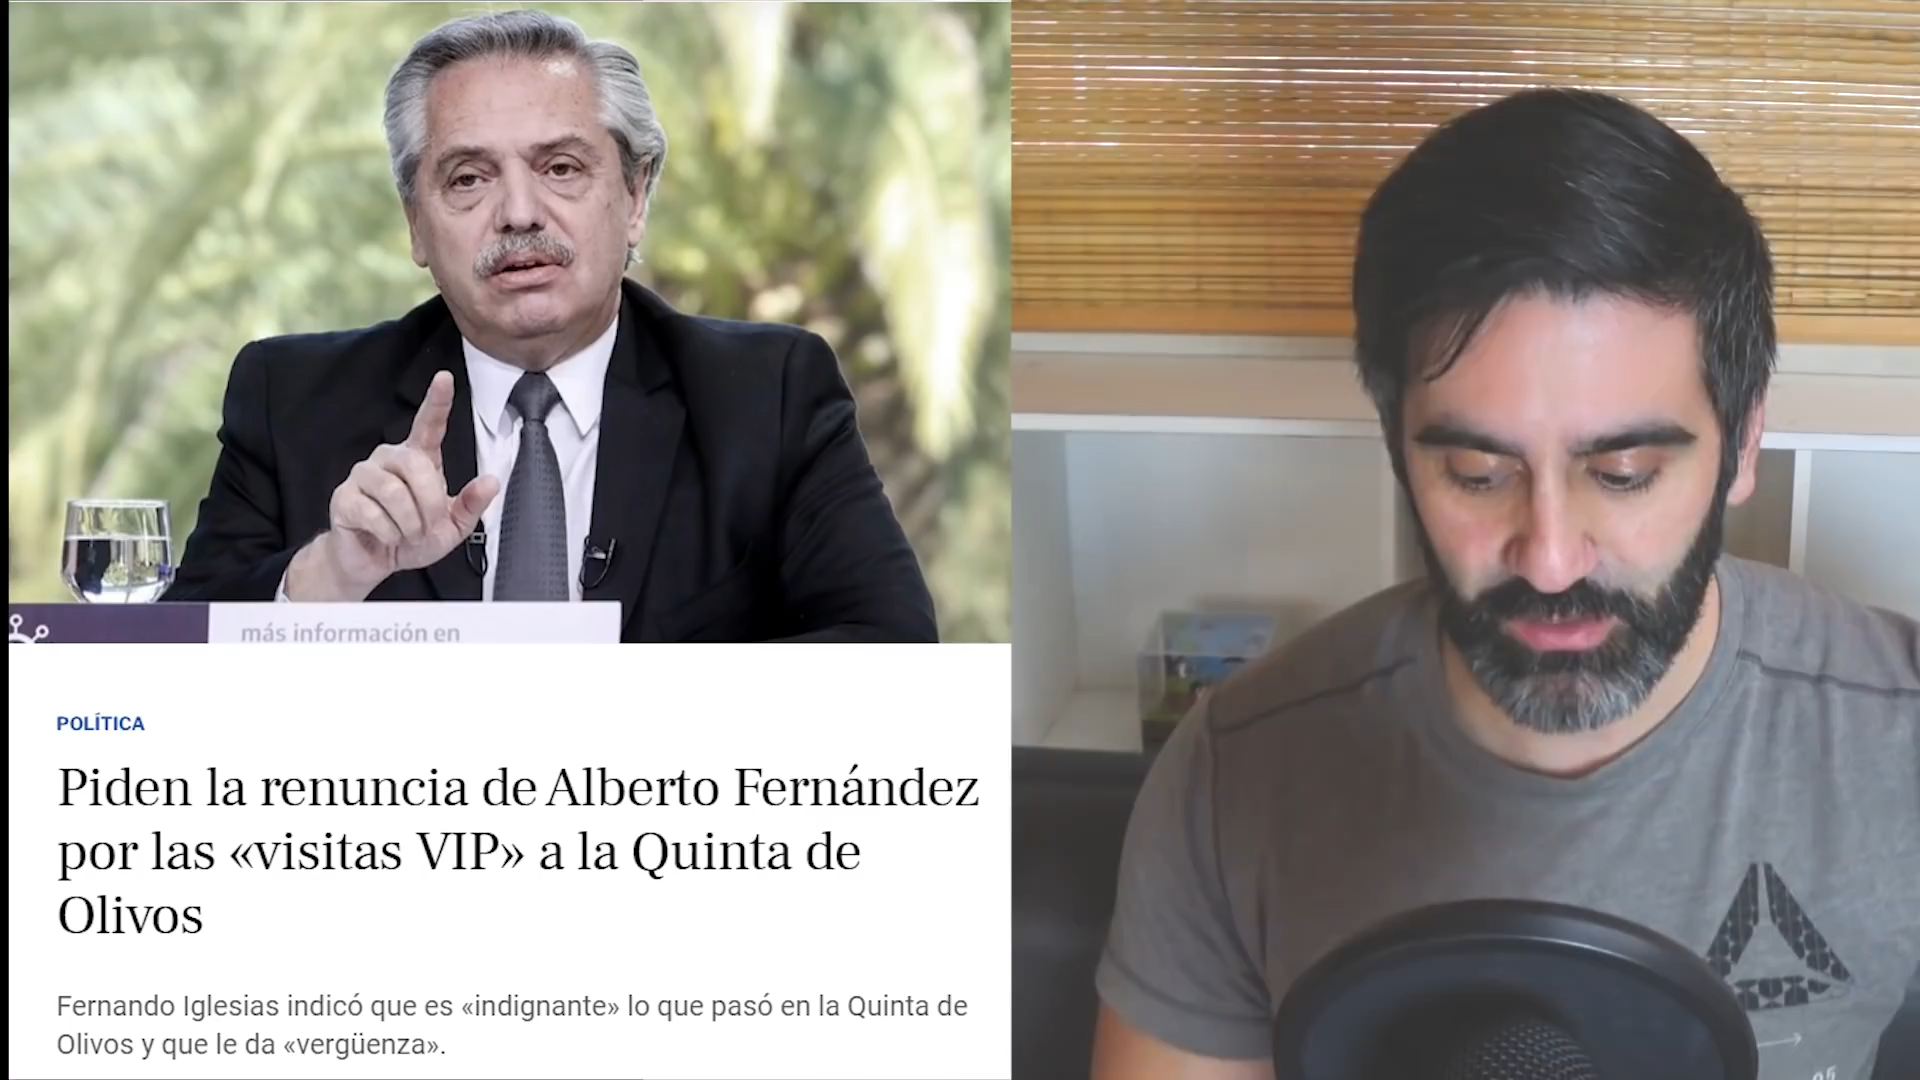 más información en
POLÍTICA
Piden la renuncia de Alberto Fernández
por las «visitas VIP» a la Quinta de
Olivos
Fernando Iglesias indicó que es «indignante» lo que pasó en la Quinta de
Olivos y que le da «vergüenza».